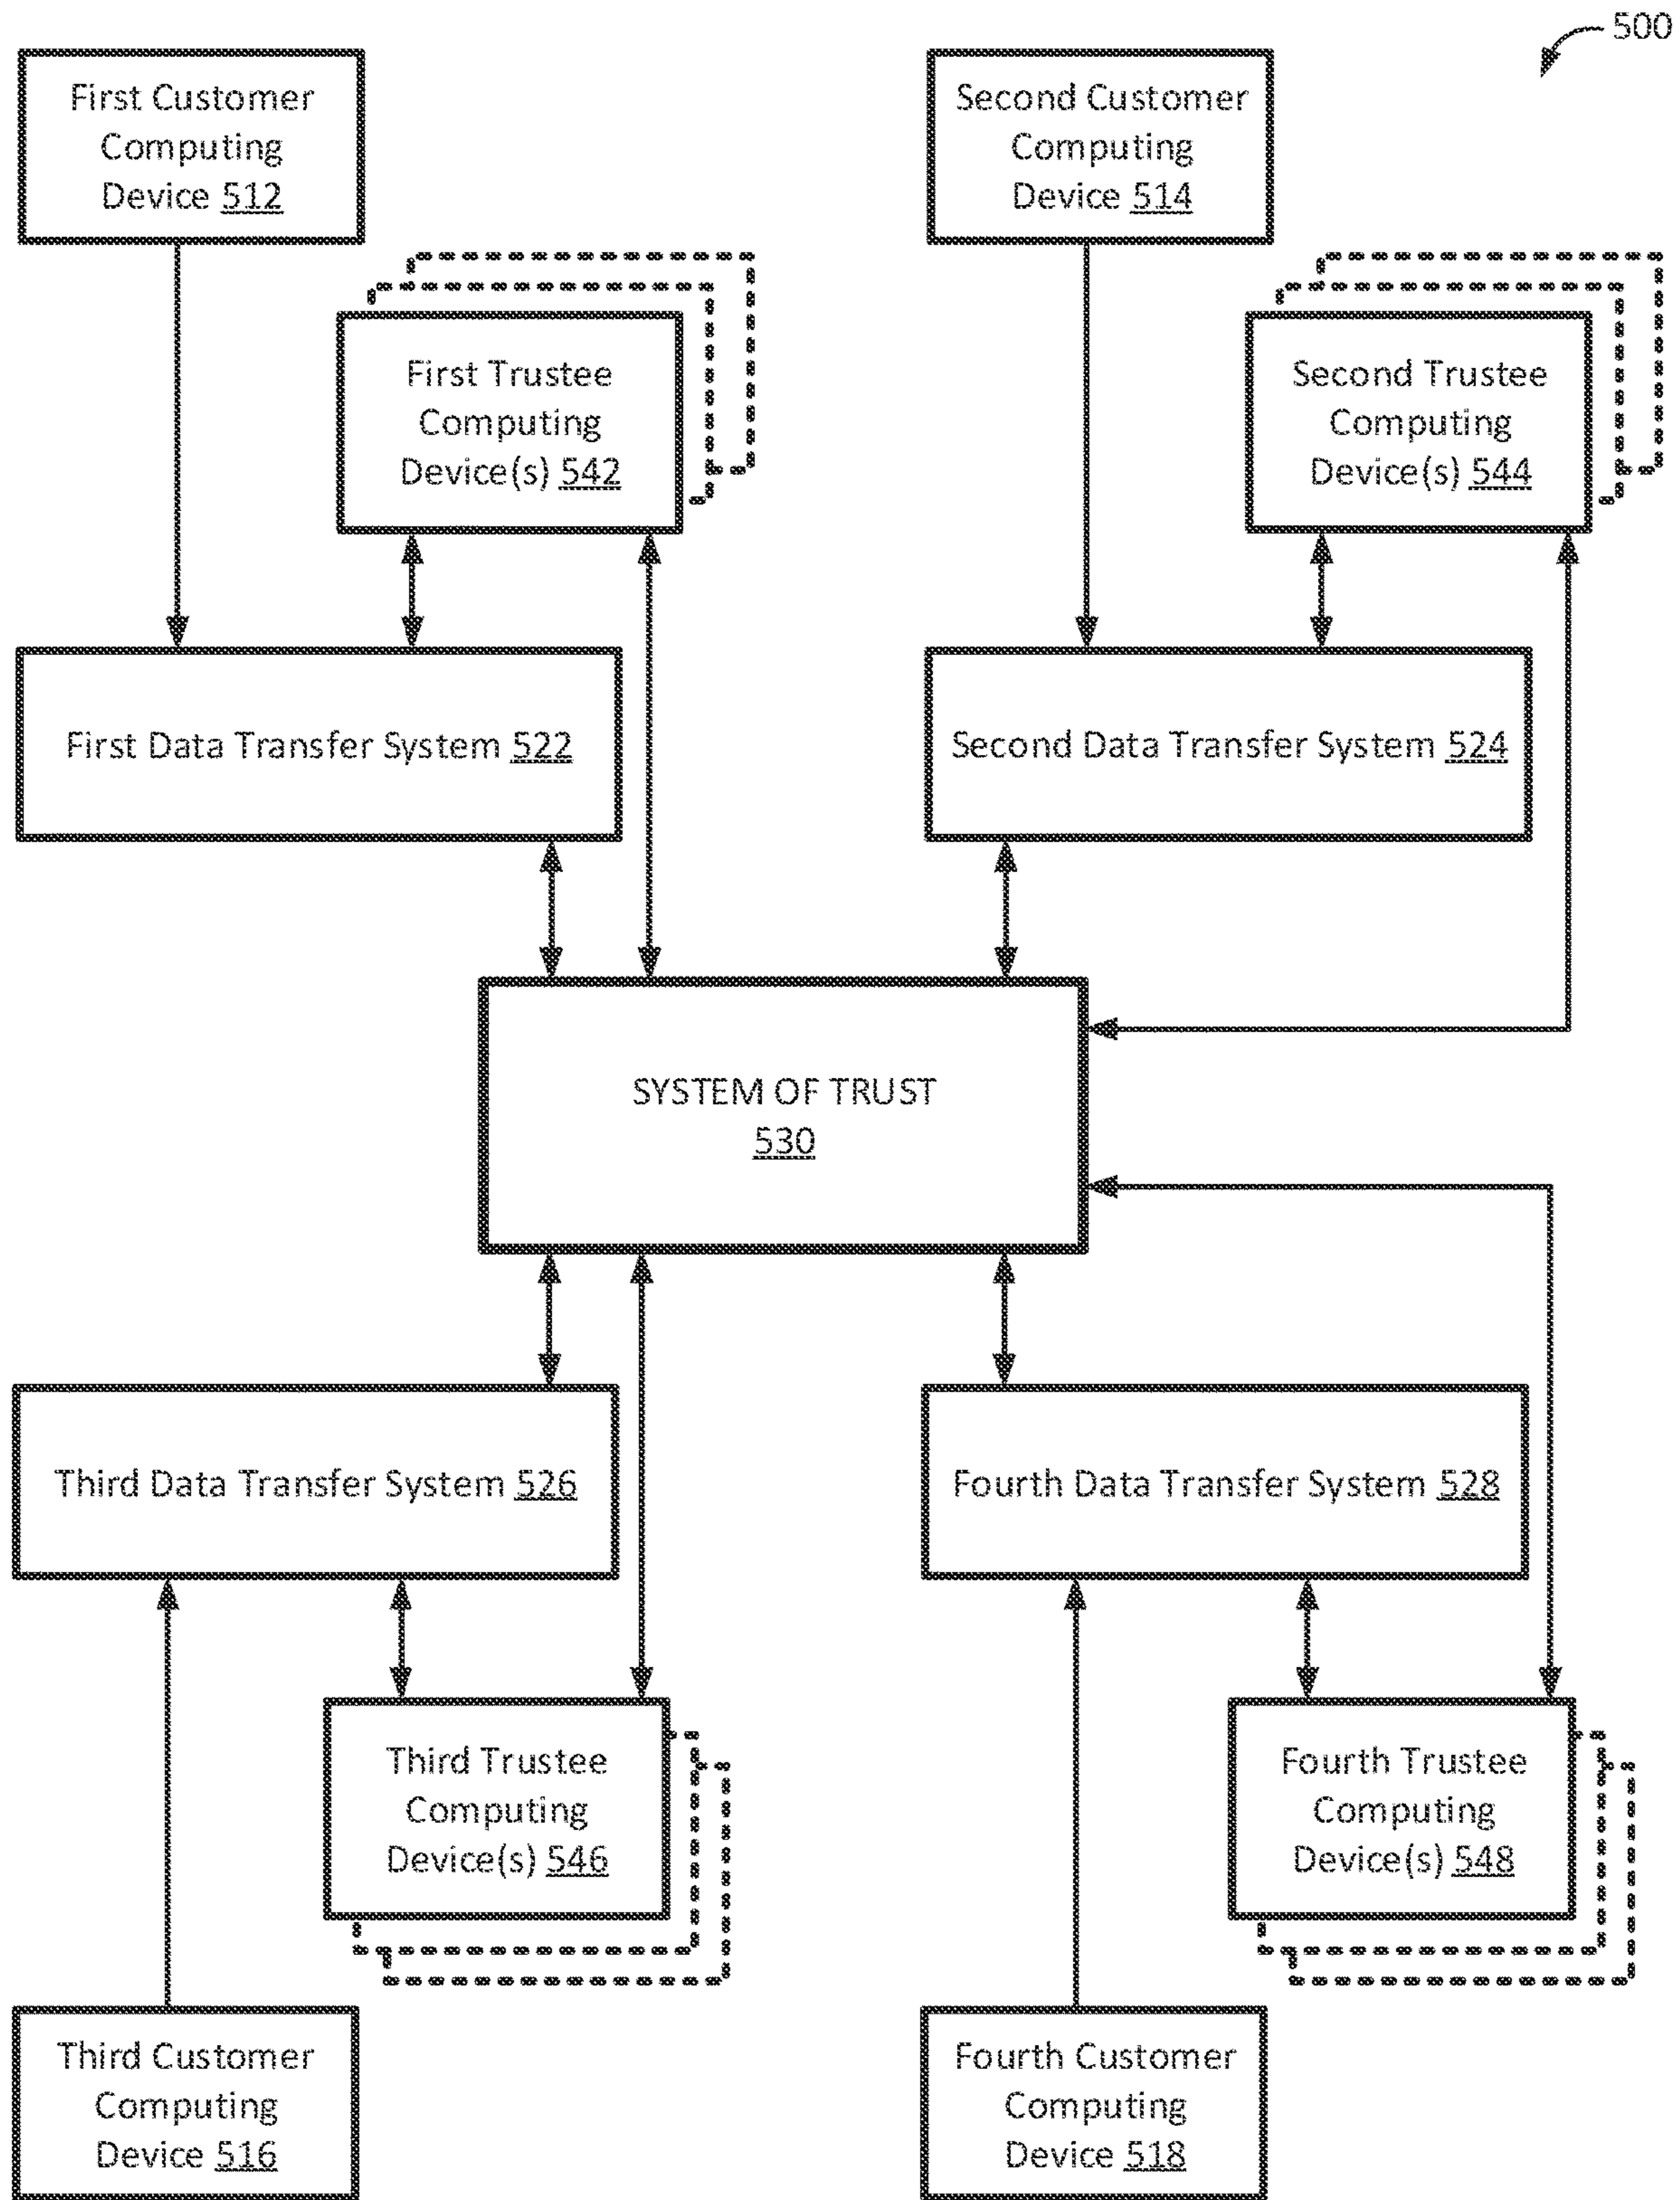 500
First Customer
Computing
Device 512
Second Customer
Computing
Device 514
First Trustee
Computing
Device(s) 542
Second Trustee
Computing
Device(s) 544
First Data Transfer System 522
Second Data Transfer System 524
SYSTEM OF TRUST
530
Third Data Transfer System 526
Fourth Data Transfer System 528
Third Trustee
Computing
Device(s) 546
Fourth Trustee
Computing
Device(s) 548
Third Customer
Computing
Device 516
Fourth Customer
Computing
Device 518